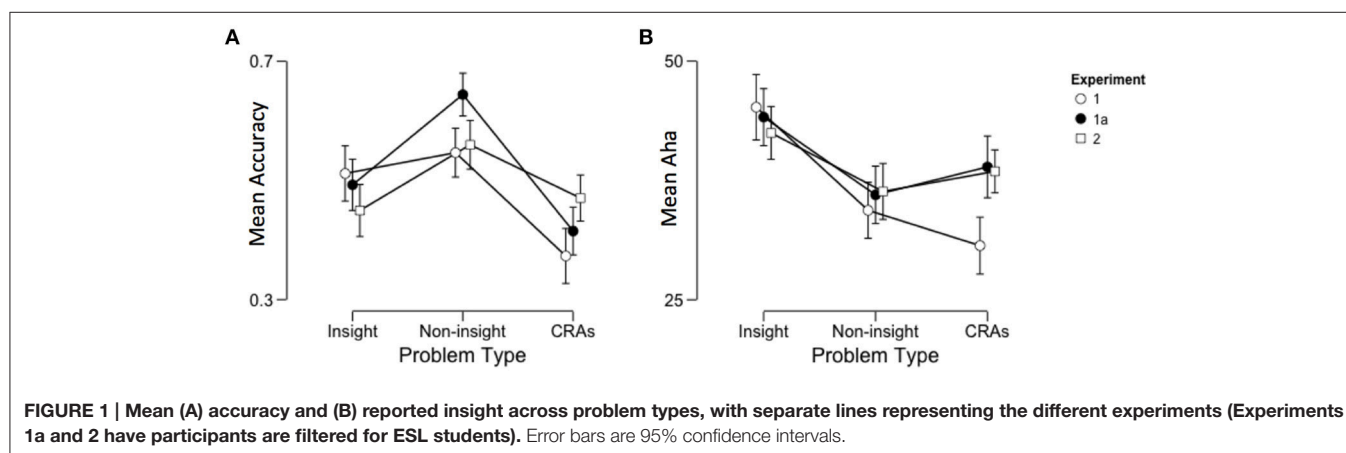 A
0.7
Mean Accuracy
0.3
Insight Non-insight CRAs
Problem Type
B
50
Mean Aha
25
Insight Non-insight CRAs
Problem Type
Experiment
1
1a
2
FIGURE 1 | Mean (A) accuracy and (B) reported insight across problem types, with separate lines representing the different experiments (Experiments
1a and 2 have participants are filtered for ESL students). Error bars are 95% confidence intervals.